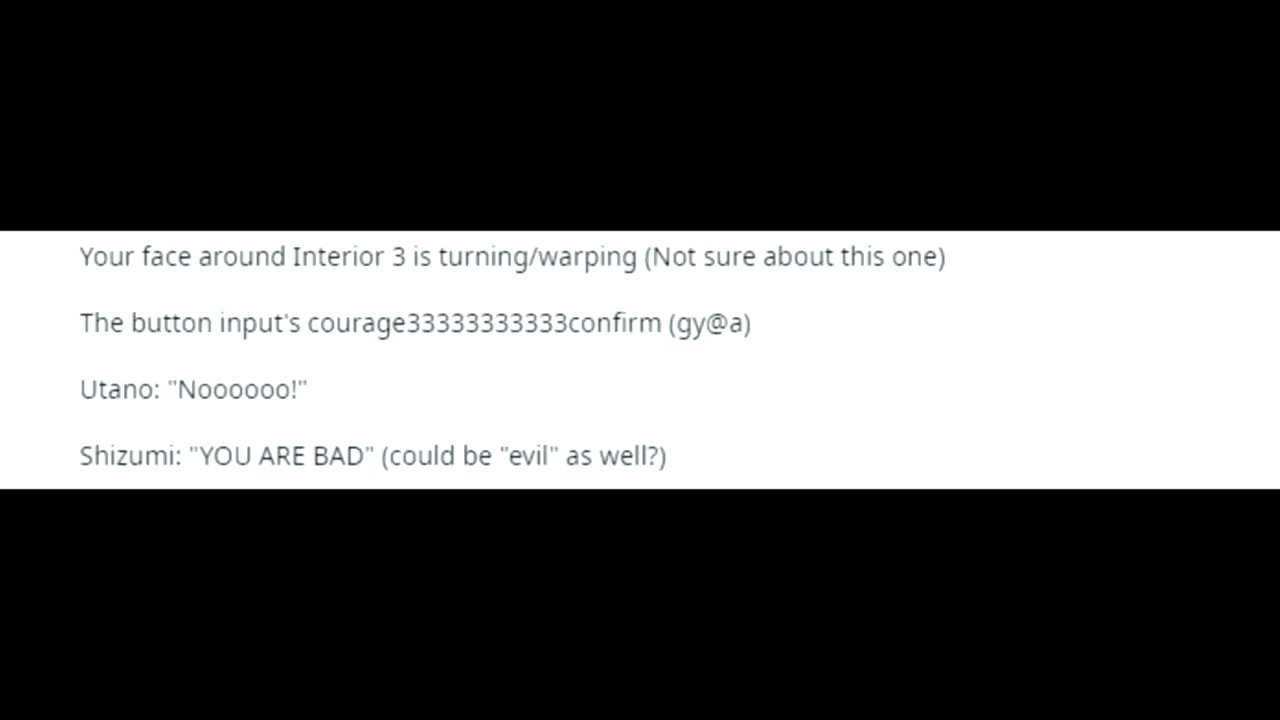 Your face around Interior 3 is turning/warping (Not sure about this one)
The button input's courage33333333333confirm (gy@a)
Utano: "Noooooo!"
Shizumi: "YOU ARE BAD" (could be "evil" as well?)